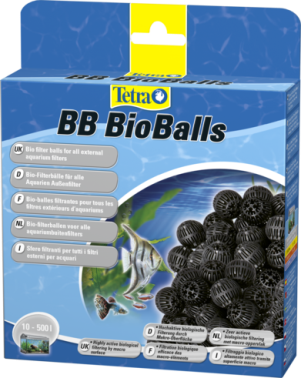 Tetra
BB BioBalls
UK Bio filter balls for all external
aquarium filters
D Bio-Filterbälle für alle
Aquarien Außenfilter
F Bio-balles filtrantes pour tous les
filtres extérieurs d'aquariums
NL Bio-filterballen voor alle
aquariumbuitenfilters
I Sfere filtranti per tutti i filtri
esterni per acquari
10 - 500 l
UK Highly active biological
filtering by macro
surface
D Hochaktive biologische
Filterung durch
Makro-Oberfläche
F Filtration biologique
efficace des
macro-éléments
NL Zeer actieve
biologische filtering
met macro-oppervlak
I Filtraggio biologico
altamente attivo tramite
superficie macro